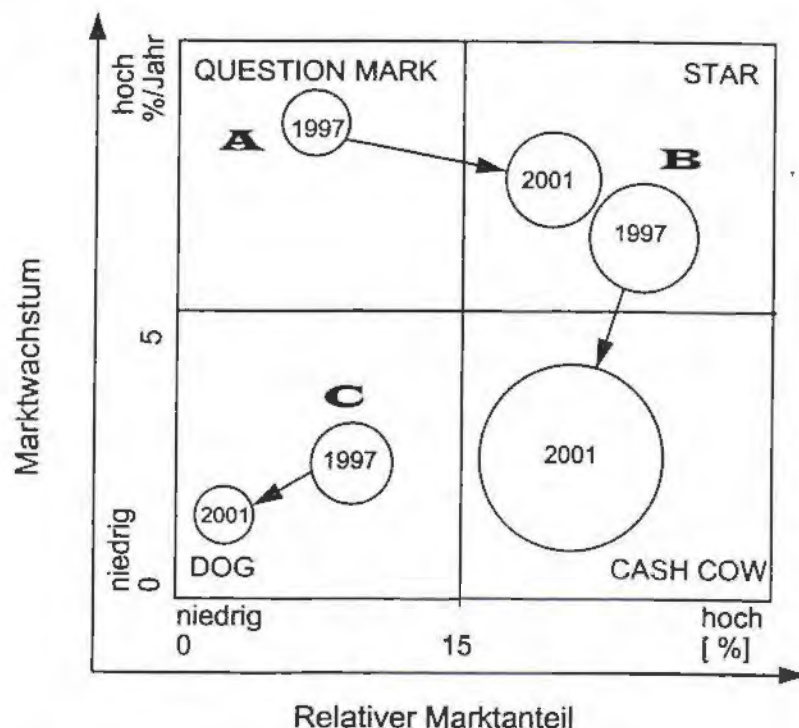 hoch
%/Jahr
QUESTION MARK
STAR
A
1997
2001
B
1997
Marktwachstum
5
C
1997
2001
2001
niedrig
0
DOG
CASH COW
niedrig
hoch
0
15
[ %]
Relativer Marktanteil